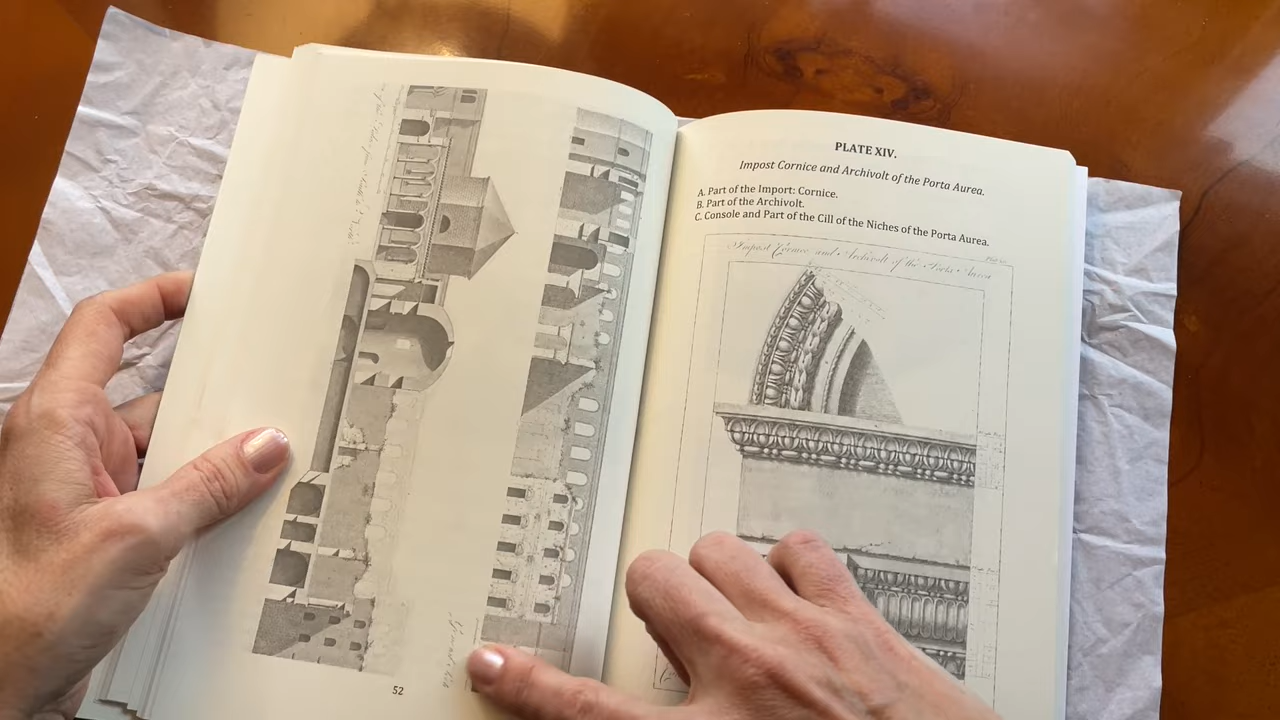 52
PLATE XIV.
Impost Cornice and Archivolt of the Porta Aurea.
A. Part of the Import: Cornice.
B. Part of the Archivolt.
C. Console and Part of the Cill of the Niches of the Porta Aurea.
Impost Cornice and Archivolt of the Porta Aurea